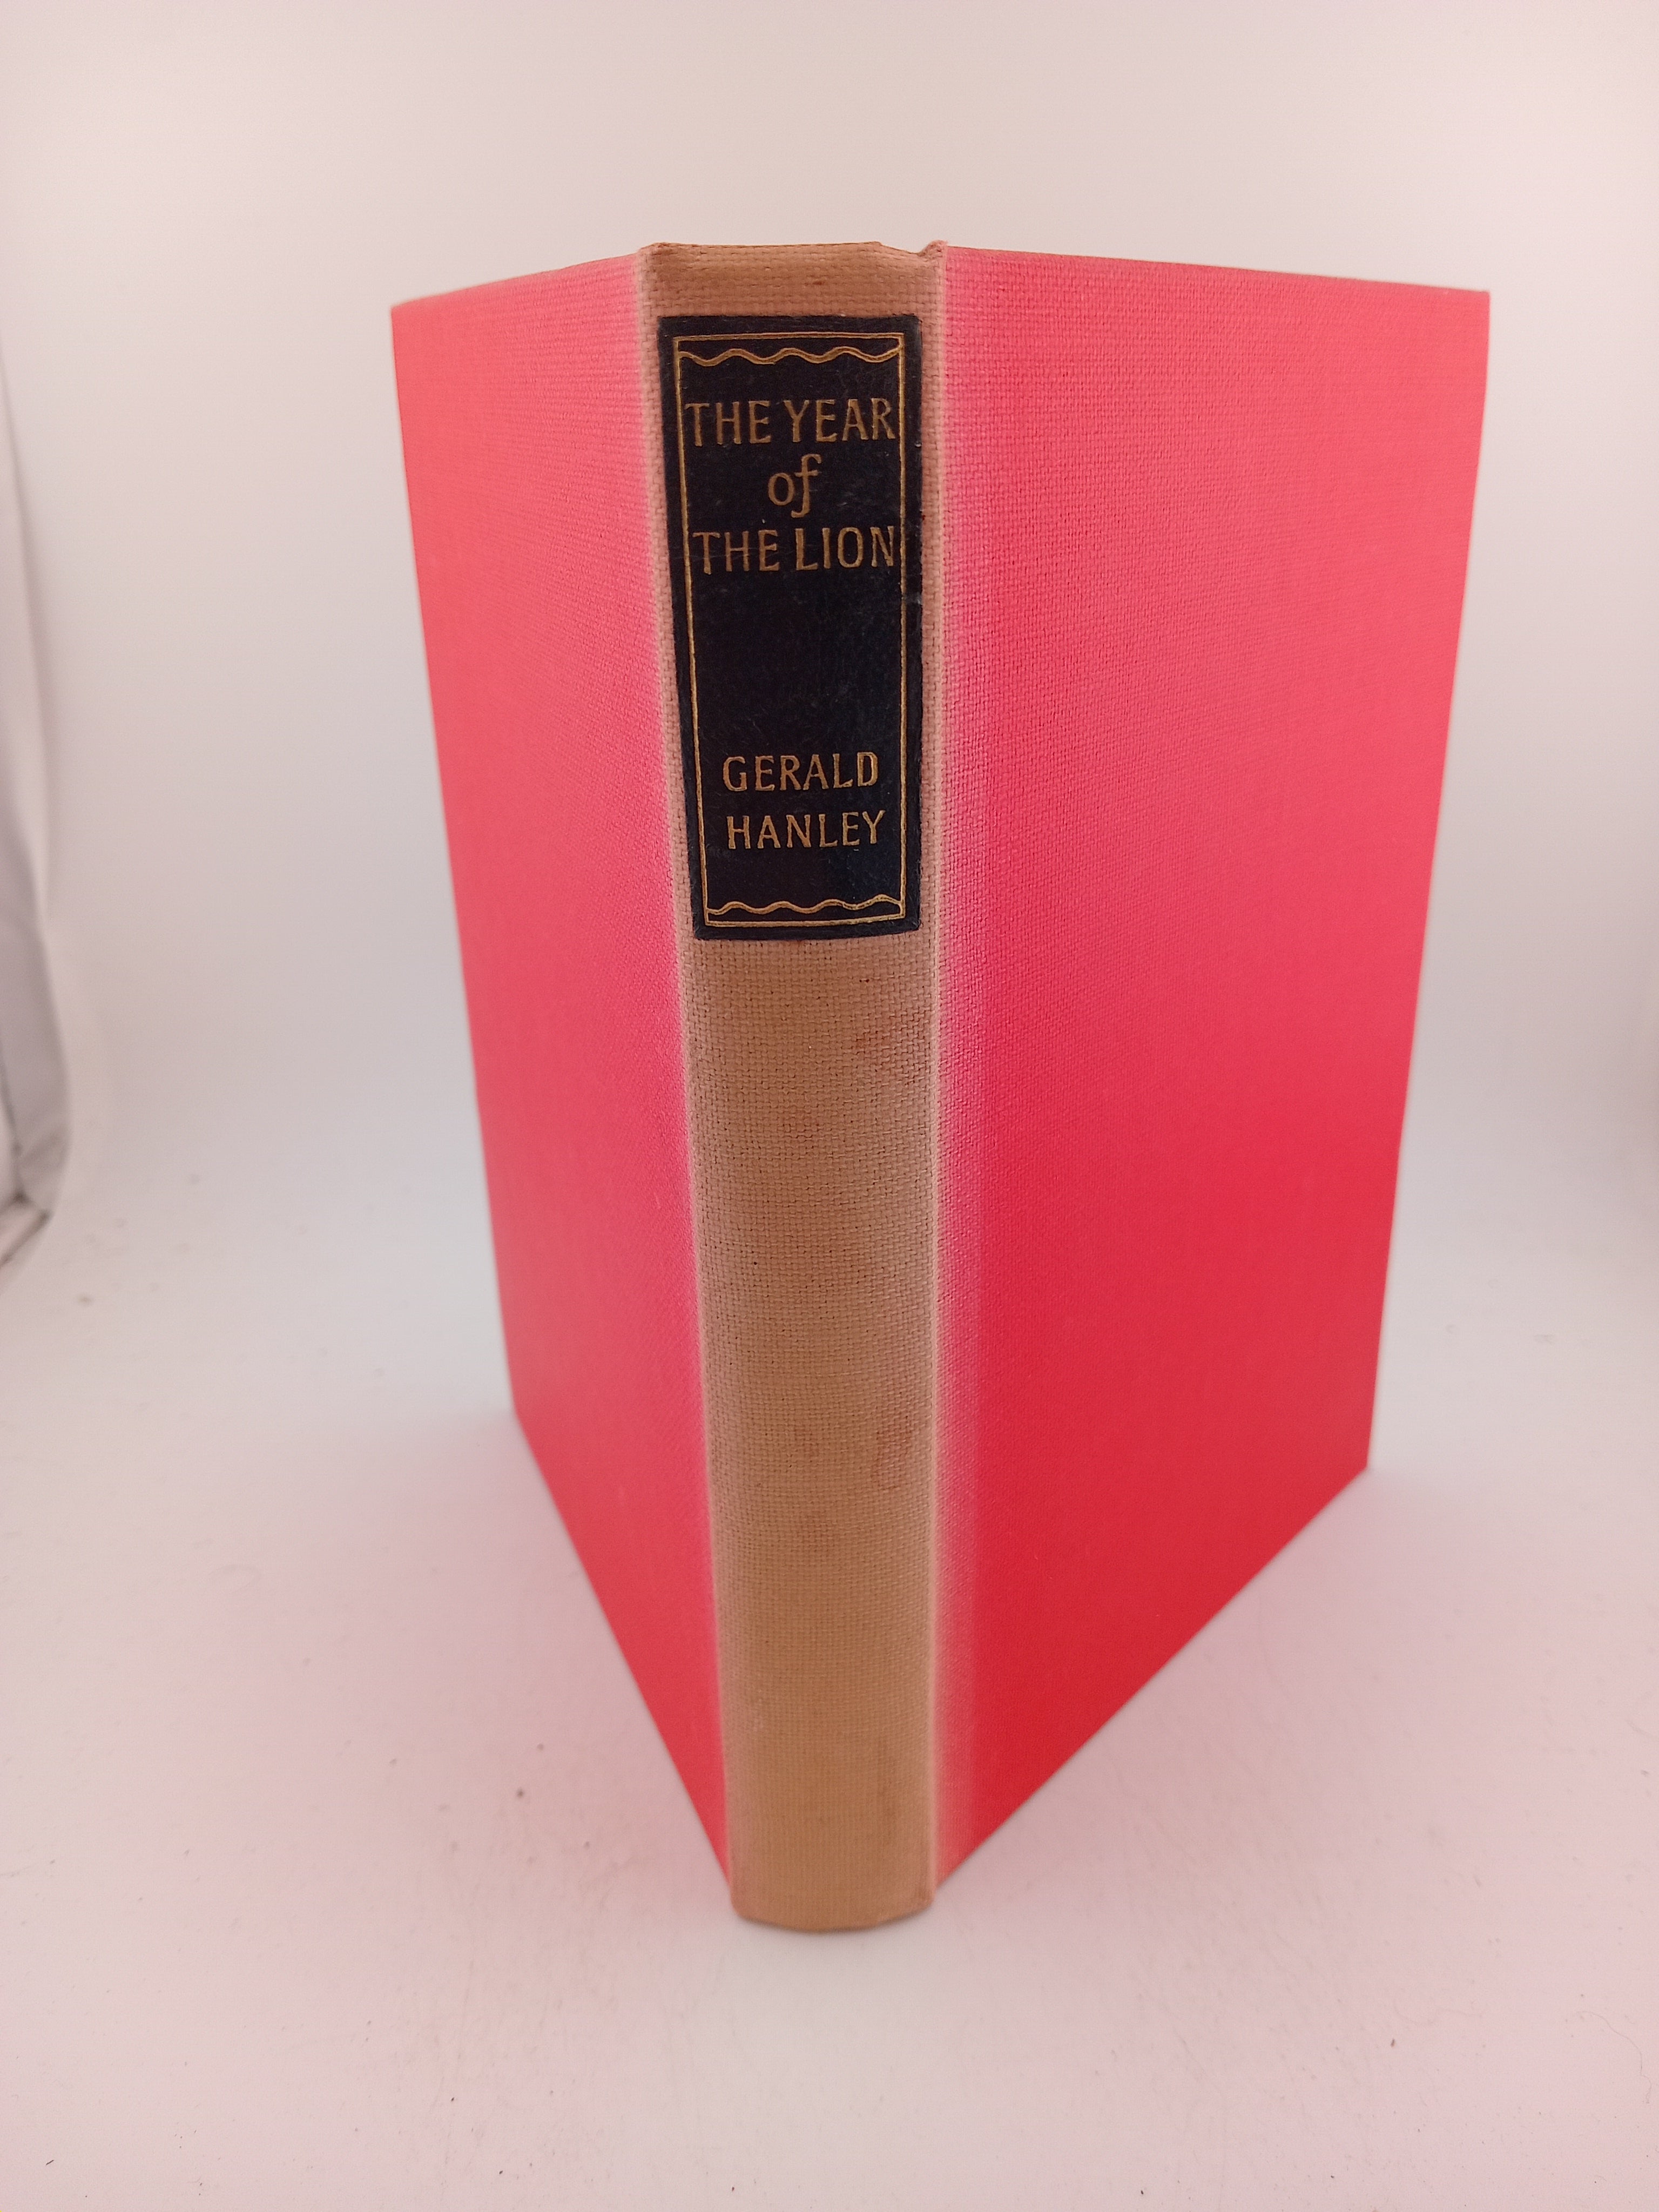 THE YEAR
of
THE LION
GERALD
HANLEY